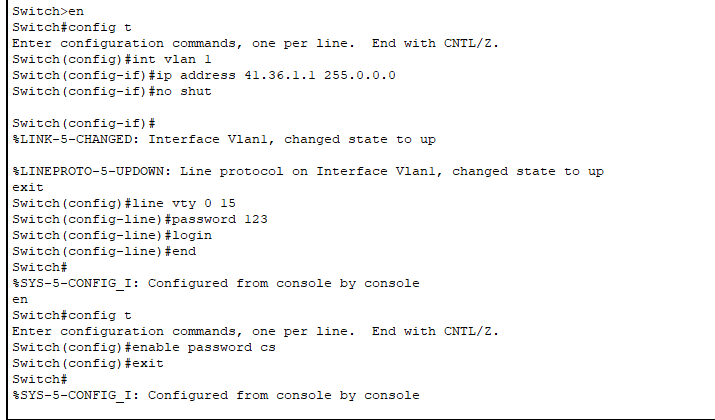 Switch>en
Switch#config t
Enter configuration commands, one per line.  End with CNTL/Z.
Switch(config)#int vlan 1
Switch(config-if)#ip address 41.36.1.1 255.0.0.0
Switch(config-if)#no shut
Switch(config-if)#
%LINK-5-CHANGED: Interface Vlan1, changed state to up
%LINEPROTO-5-UPDOWN: Line protocol on Interface Vlan1, changed state to up
exit
Switch(config)#line vty 0 15
Switch(config-line)#password 123
Switch(config-line)#login
Switch(config-line)#end
Switch#
%SYS-5-CONFIG_I: Configured from console by console
en
Switch#config t
Enter configuration commands, one per line.  End with CNTL/Z.
Switch(config)#enable password cs
Switch(config)#exit
Switch#
%SYS-5-CONFIG_I: Configured from console by console